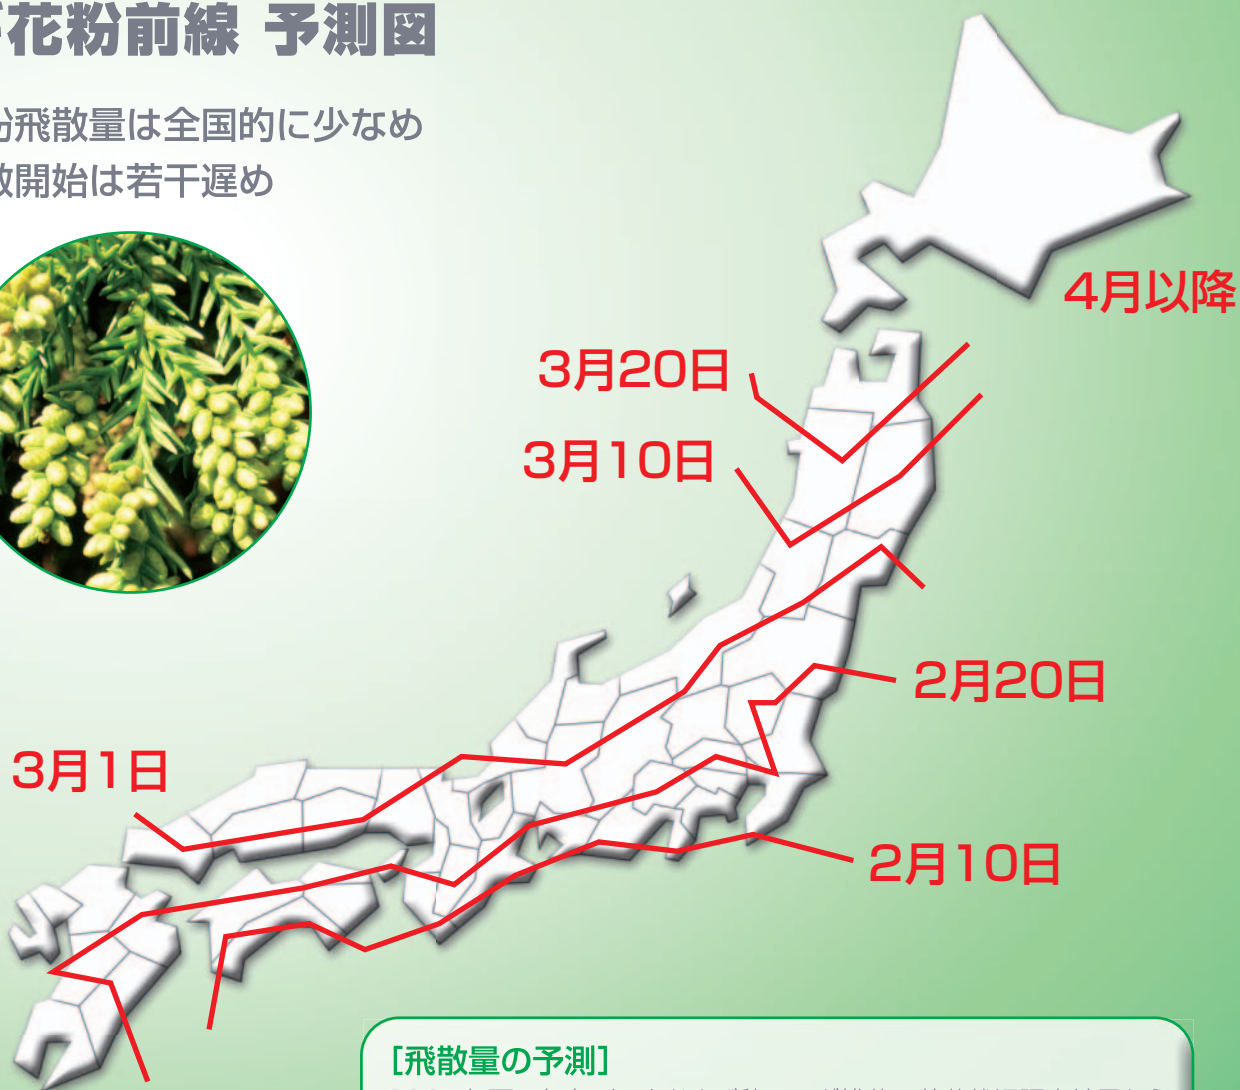 花粉前線 予測図
粉飛散量は全国的に少なめ
散開始は若干遅め
4月以降
3月20日
3月10日
2月20日
3月1日
2月10日
[飛散量の予測]